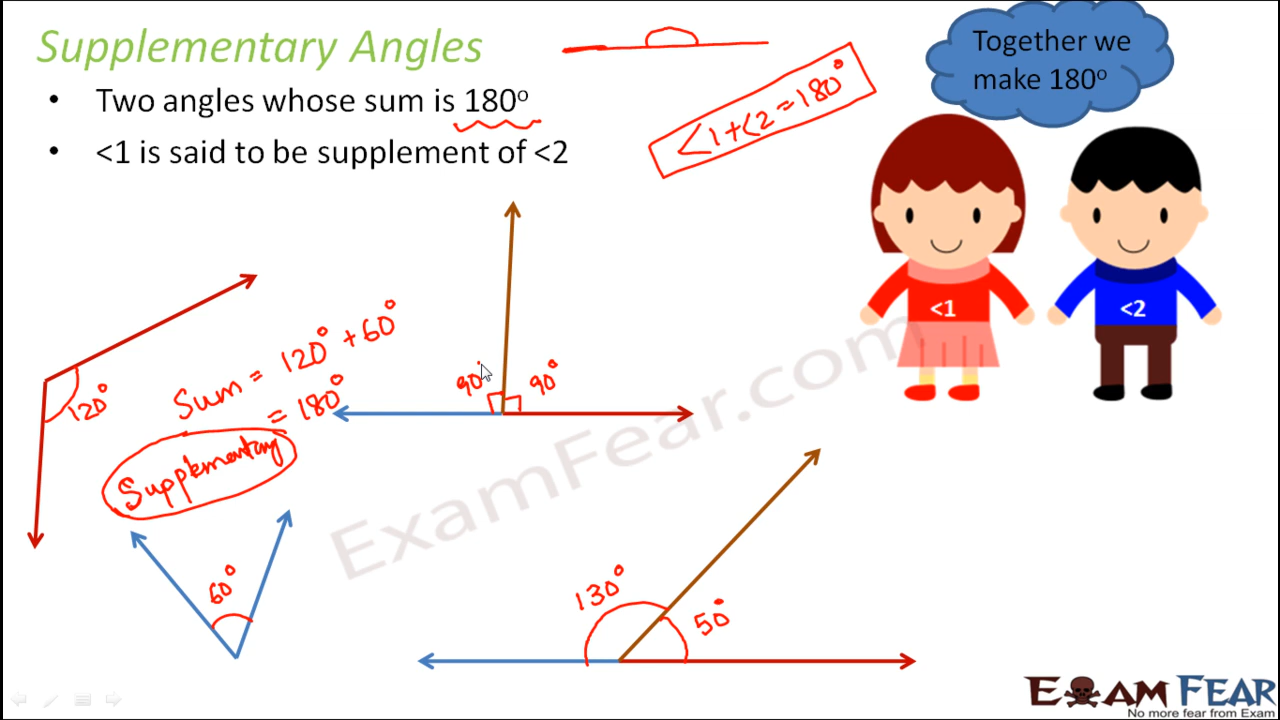 Supplementary Angles
• Two angles whose sum is 180º
• <1 is said to be supplement of <2
<1+<2=180°
Together we
make 180º
<1
<2
120°
Sum = 120° + 60°
= 180°
Supplementary
60°
90°
90°
130°
50°
ExamFear.com
EXAM FEAR
No more fear from Exam